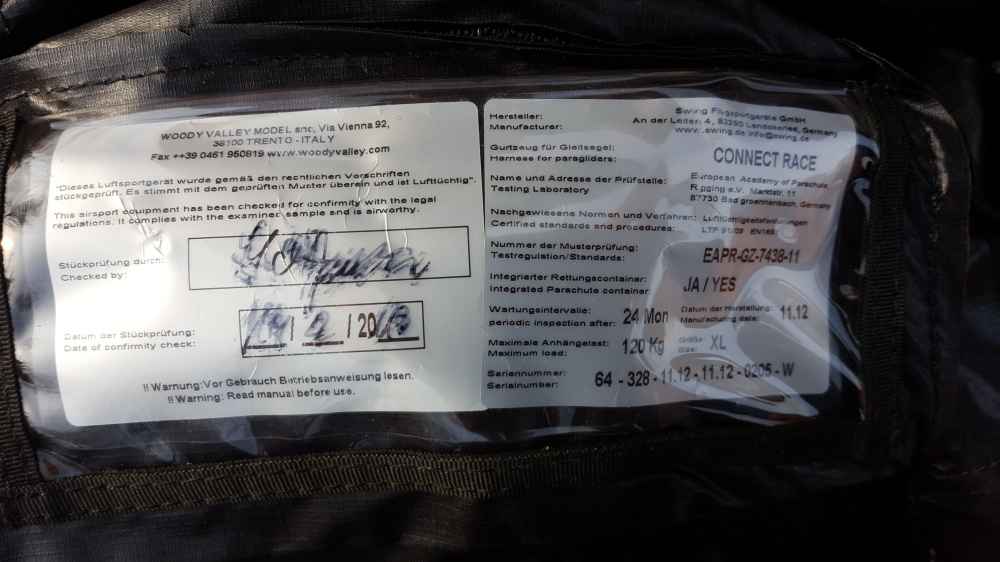 WOODY VALLEY MODEL snc, Via Vienna 92,
38100 TRENTO - ITALY
Fax ++39 0461 950819 www.woodyvalley.com
"Dieses Luftsportgerät wurde gemäß den rechtlichen Vorschriften
stückgeprüft. Es stimmt mit dem geprüften Muster überein und ist Lufttüchtig".
This airsport equipment has been checked for confirmity with the legal
regulations. It complies with the examined sample and is airworthy.
Stückprüfung durch:
Checked by:
Datum der Stückprüfung:
Date of confirmity check:
/ 20
!! Warnung: Vor Gebrauch Betriebsanweisung lesen.
!! Warning: Read manual before use.
Hersteller:
Manufacturer:
Swing Flugsportgeräte GmbH
An der Leiten 4, 82290 Landsberied, Germany
www.swing.de info@swing.de
Gurtzeug für Gleitsegel:
Harness for paragliders:
CONNECT RACE
Name und Adresse der Prüfstelle:
Testing Laboratory
European Academy of Parachute
Rigging e.V. Marktstr. 11
87730 Bad groenenbach, Germany
Nachgewiesene Normen und Verfahren:
Certified standards and procedures:
Lufttüchtigkeitsforderungen
LTF 91/09 EN1651
Nummer der Musterprüfung:
Testregulation/Standards:
EAPR-GZ-7438-11
Integrierter Rettungscontainer:
Integrated Parachute container:
JA / YES
Wartungsintervalle:
periodic inspection after:
24 Mon
Datum der Herstellung:
Manufacturing date:
11.12
Maximale Anhängelast:
Maximum load:
120 Kg
Größe:
Size:
XL
Seriennummer:
Serialnumber:
64 - 328 - 11.12 - 11.12 - 0205 - W